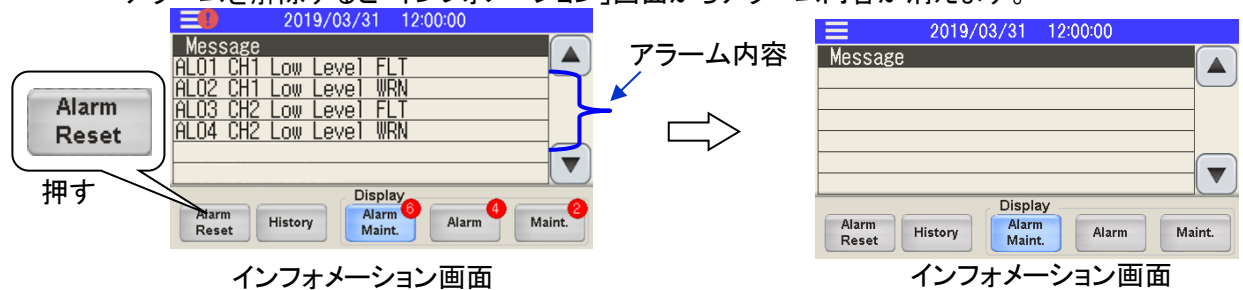 アラームを解除すると「インフォメーション」画面からアラーム内容が消えます。
2019/03/31 12:00:00
Message
AL01 CH1 Low Level FLT
AL02 CH1 Low Level WRN
AL03 CH2 Low Level FLT
AL04 CH2 Low Level WRN
アラーム内容
Alarm
Reset
押す
Display
Alarm
Reset
History
Alarm
Maint.
6
Alarm
4
Maint.
2
インフォメーション画面
2019/03/31 12:00:00
Message
Display
Alarm
Reset
History
Alarm
Maint.
Alarm
Maint.
インフォメーション画面